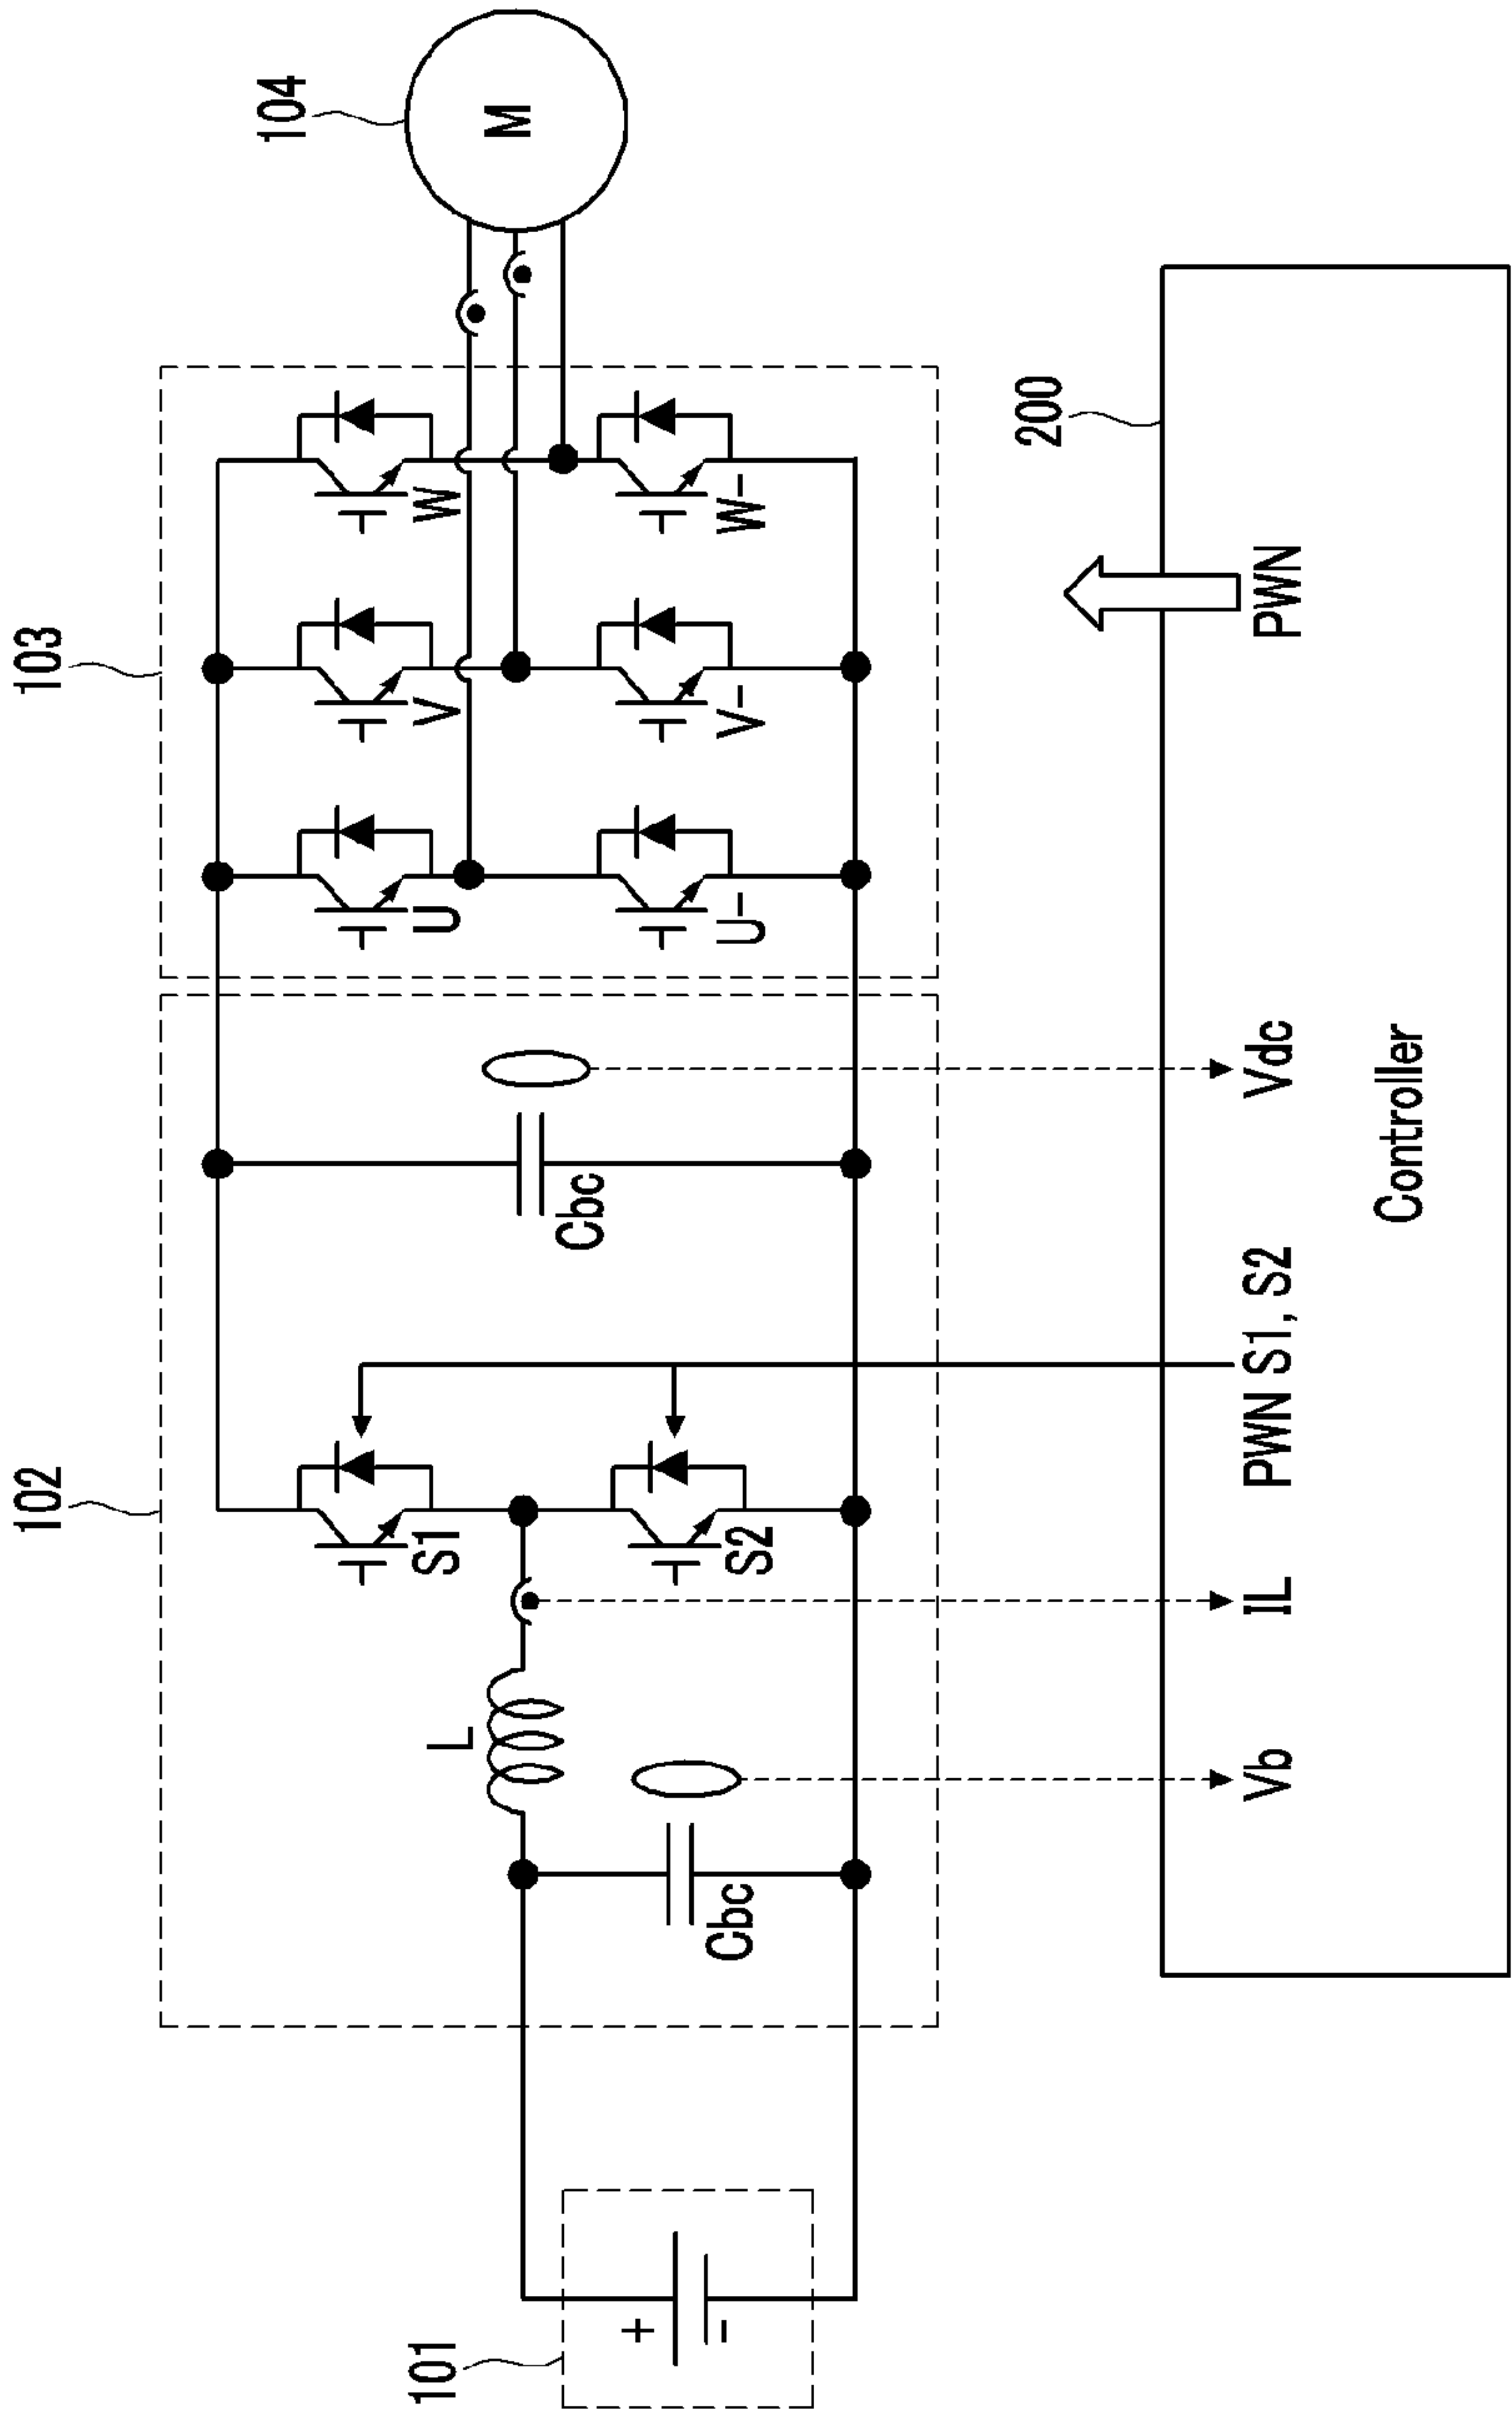 102
103
104
M
U
V
W
S1
L
Cbc
101
+
-
Cbc
S2
U-
V-
W-
200
Vb
IL
PWN S1, S2
Vdc
PWN
Controller